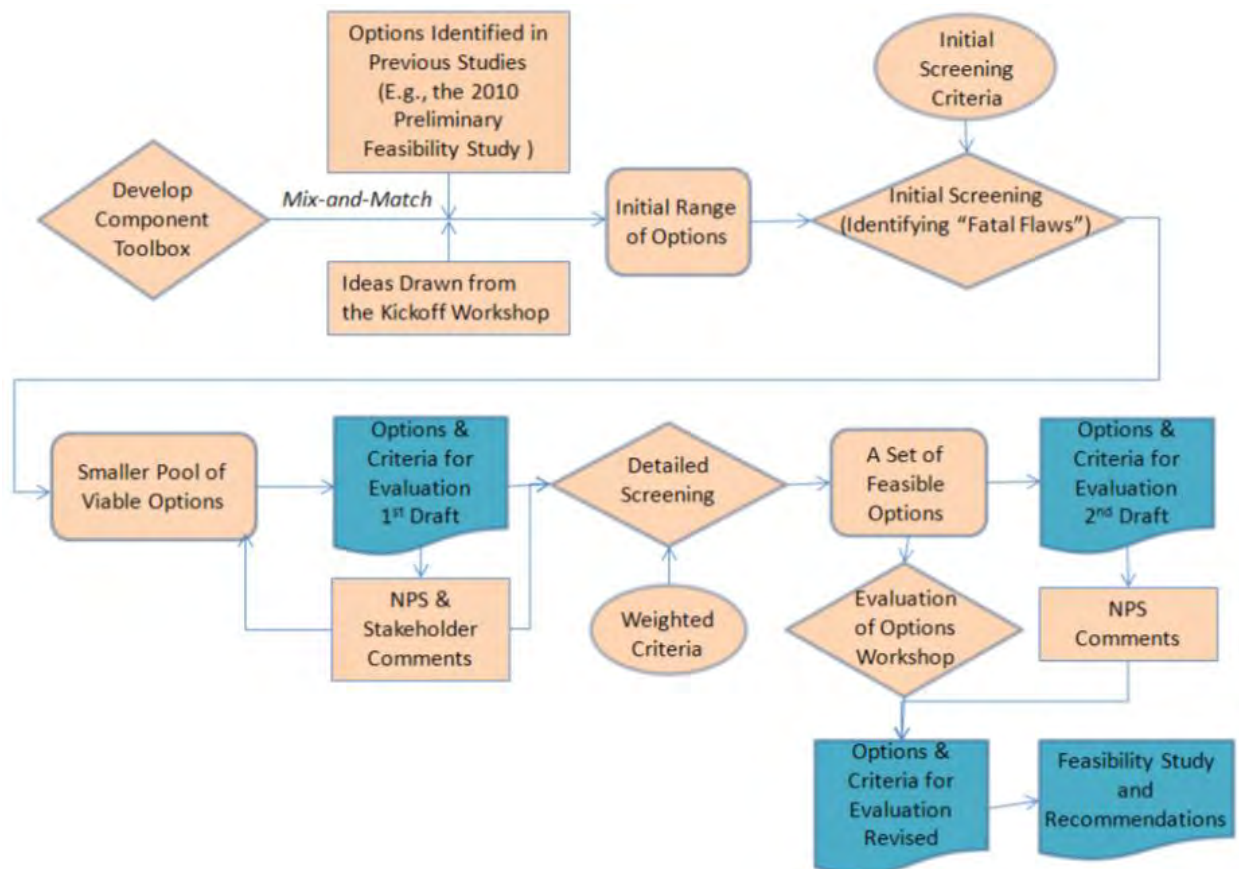 Options Identified in
Previous Studies
(E.g., the 2010
Preliminary
Feasibility Study )
Initial
Screening
Criteria
Develop
Component
Toolbox
Mix-and-Match
Initial Range
of Options
Initial Screening
(Identifying “Fatal Flaws”)
Ideas Drawn from
the Kickoff Workshop
Smaller Pool of
Viable Options
Options &
Criteria for
Evaluation
1st Draft
Detailed
Screening
A Set of
Feasible
Options
Options &
Criteria for
Evaluation
2nd Draft
NPS &
Stakeholder
Comments
Weighted
Criteria
Evaluation
of Options
Workshop
NPS
Comments
Options &
Criteria for
Evaluation
Revised
Feasibility Study
and
Recommendations